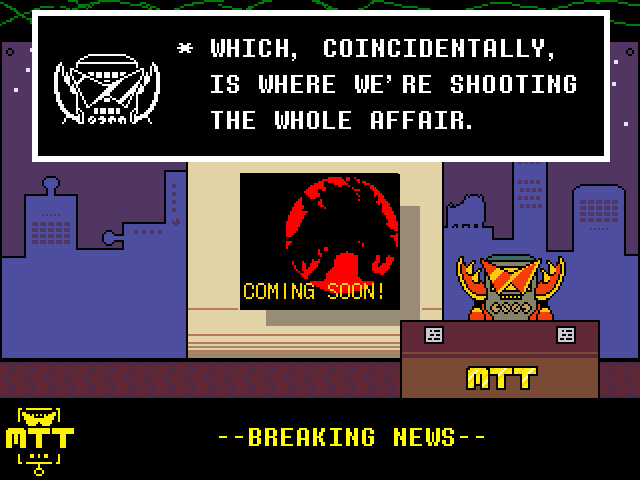 * WHICH, COINCIDENTALLY,
IS WHERE WE'RE SHOOTING
THE WHOLE AFFAIR.
COMING SOON!
MTT
MTT
--BREAKING NEWS--